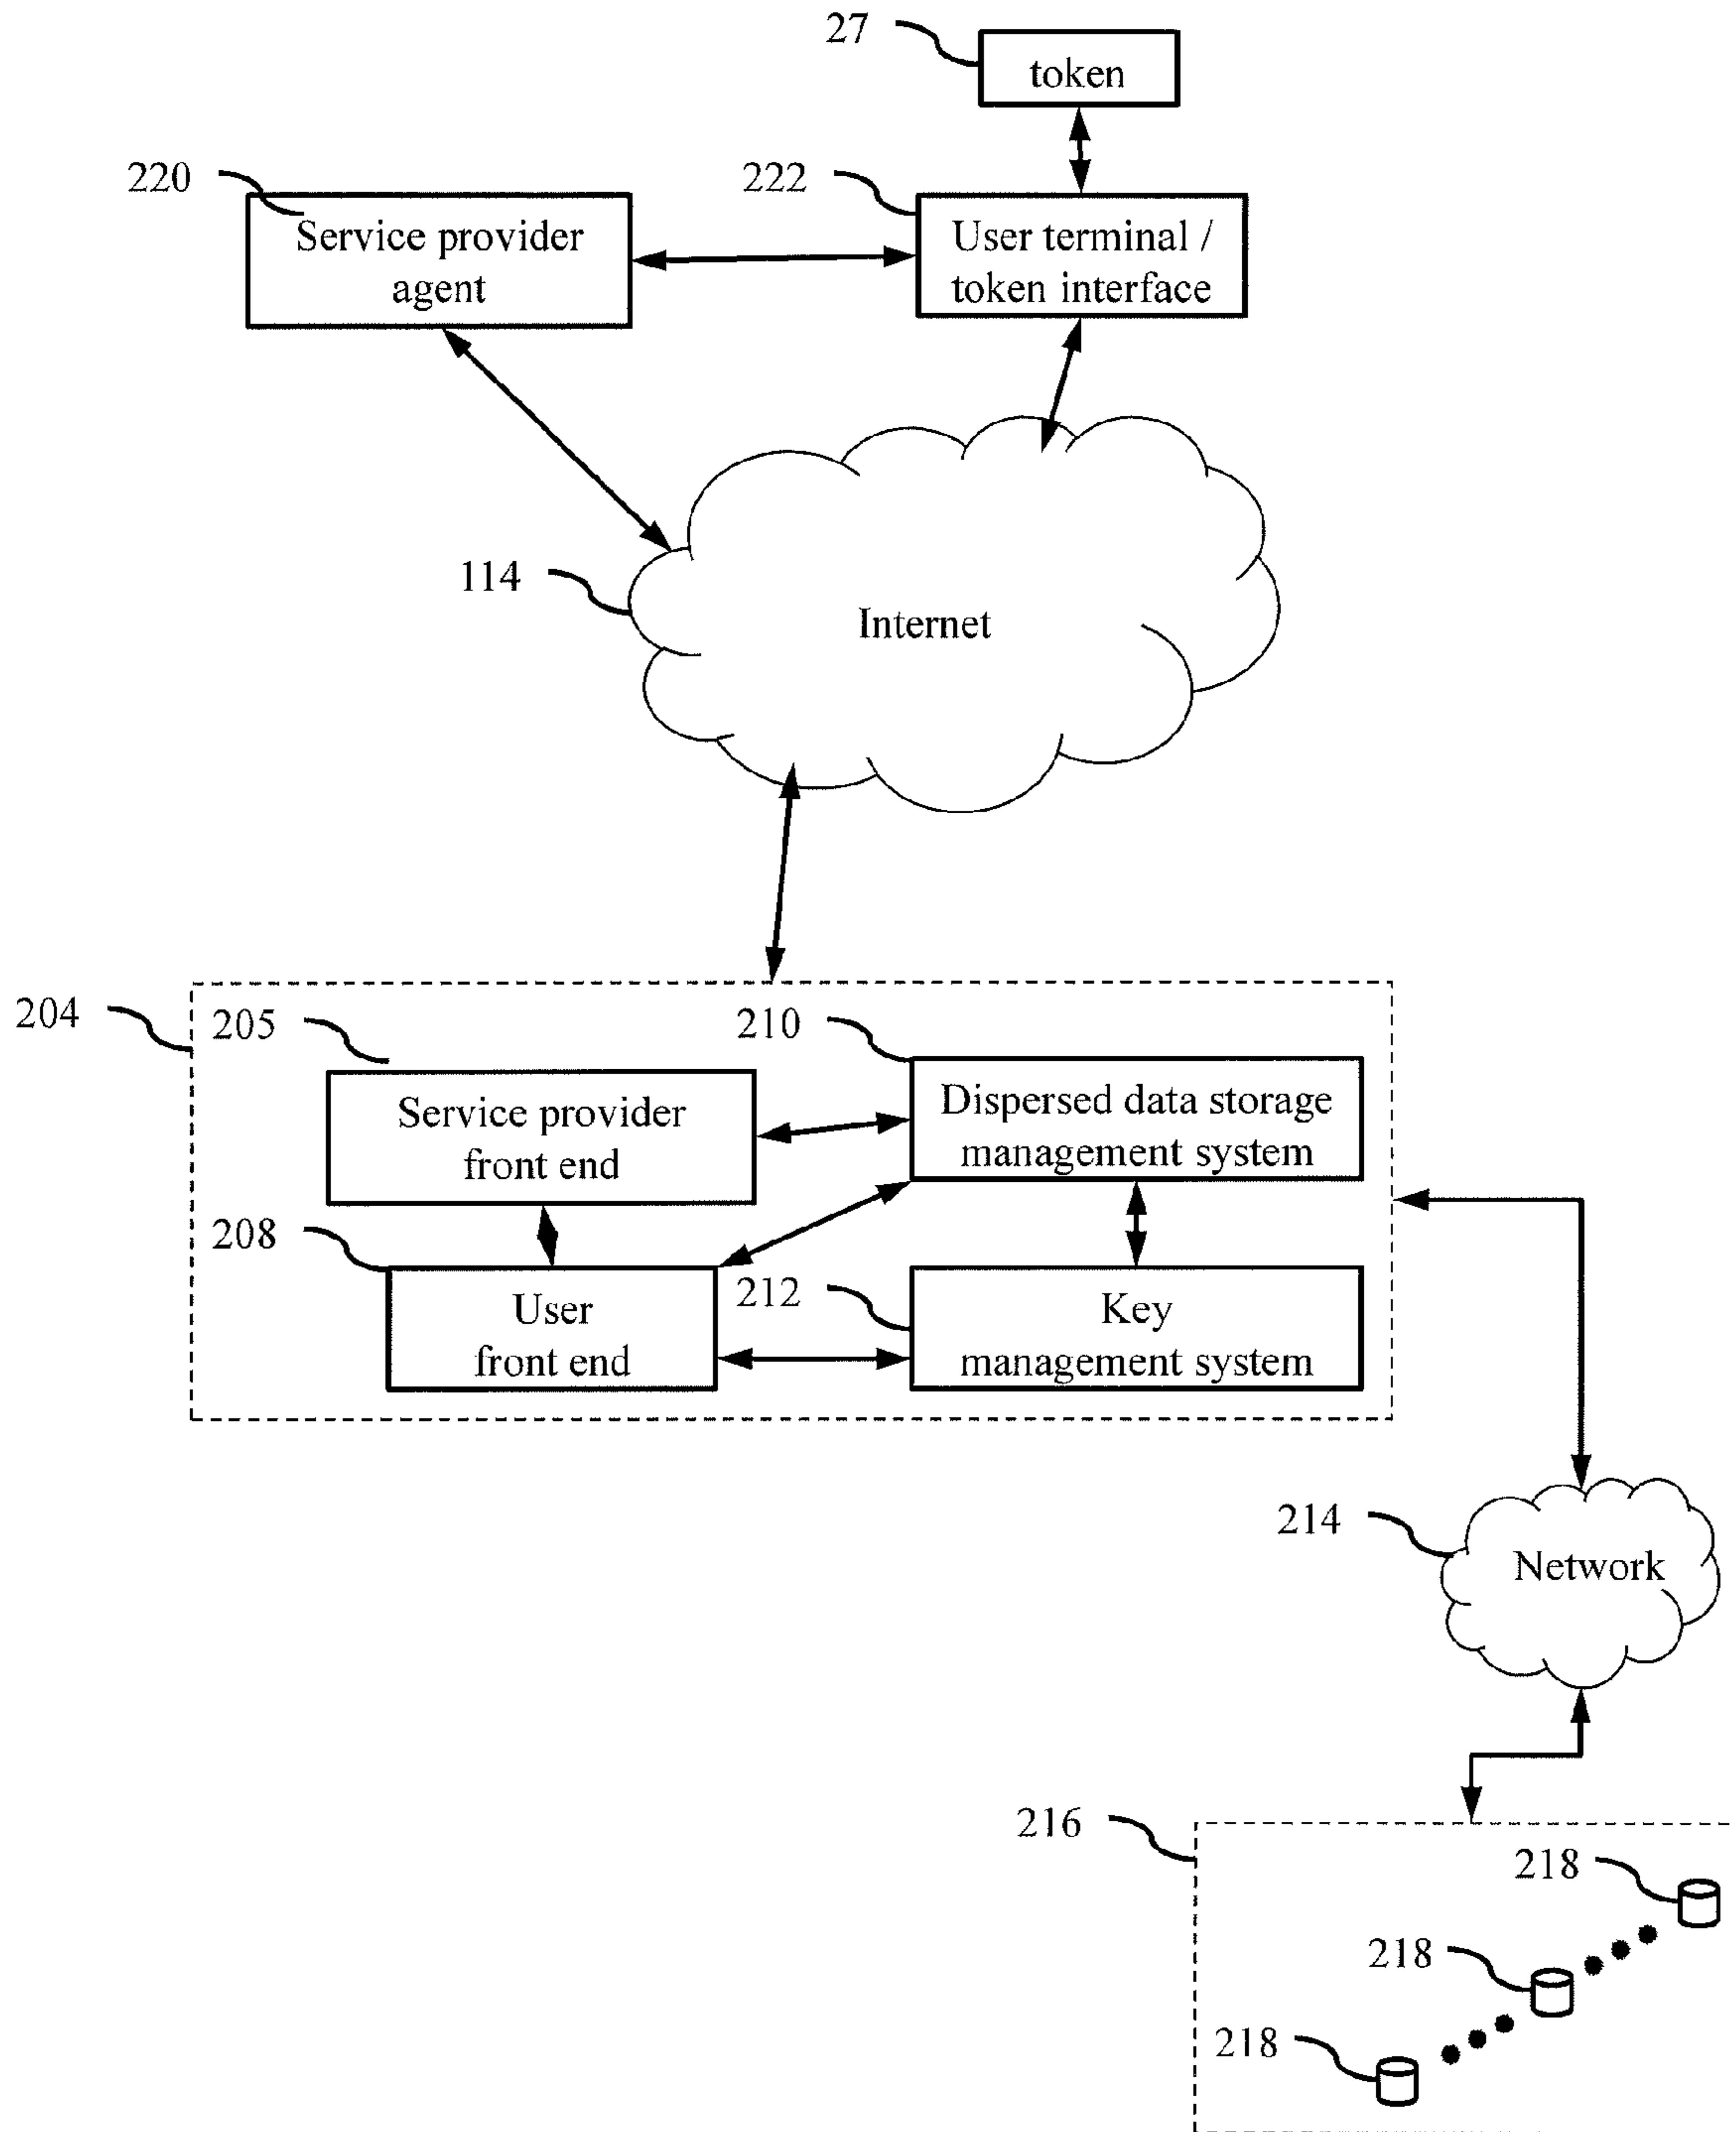 27
token
220
222
Service provider
agent
User terminal /
token interface
114
Internet
204
205
210
Service provider
front end
Dispersed data storage
management system
208
212
User
front end
Key
management system
214
Network
216
218
218
218